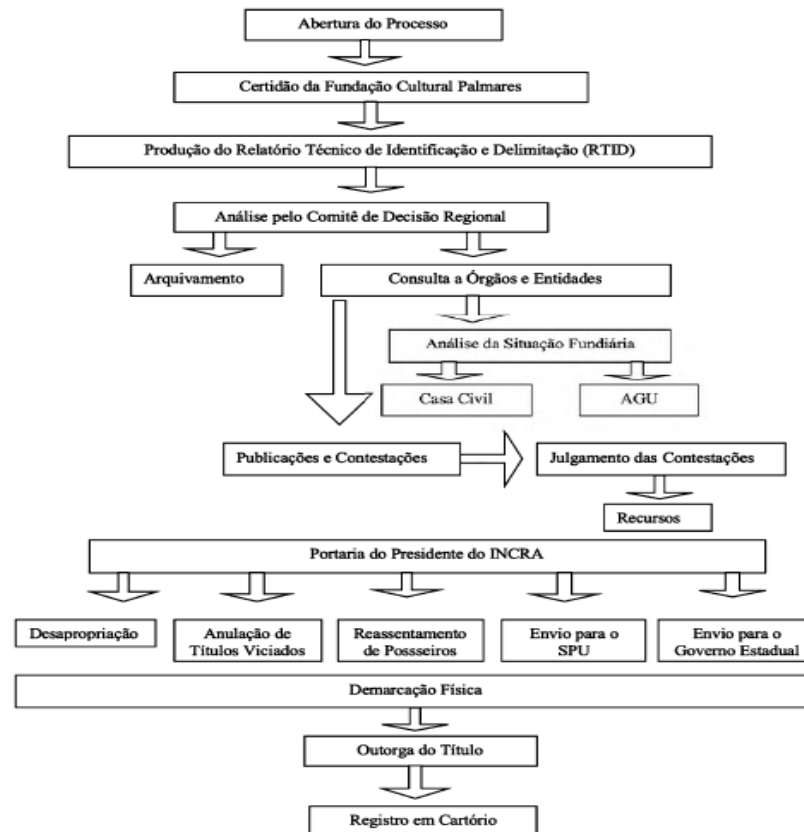 Abertura do Processo
Certidão da Fundação Cultural Palmares
Produção do Relatório Técnico de Identificação e Delimitação (RTID)
Análise pelo Comitê de Decisão Regional
Arquivamento
Consulta a Órgãos e Entidades
Análise da Situação Fundiária
Casa Civil
AGU
Publicações e Contestações
Julgamento das Contestações
Recursos
Portaria do Presidente do INCRA
Desapropriação
Anulação de
Títulos Viciados
Reassentamento
de Possseiros
Envio para o
SPU
Envio para o
Governo Estadual
Demarcação Física
Outorga do Título
Registro em Cartório